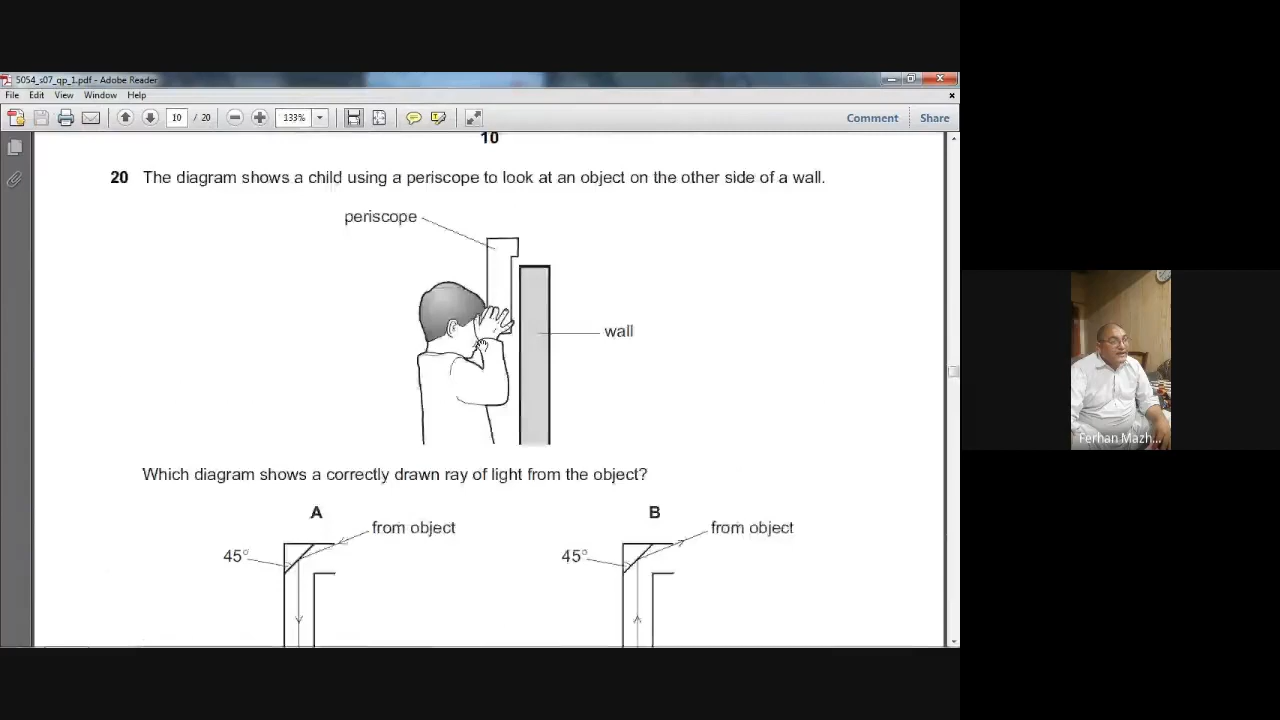 5054_s07_qp_1.pdf - Adobe Reader
File Edit View Window Help
10 / 20 133% Comment Share
10
20 The diagram shows a child using a periscope to look at an object on the other side of a wall.
periscope
wall
Which diagram shows a correctly drawn ray of light from the object?
A B
from object from object
45° 45°
Ferhan Mazh...